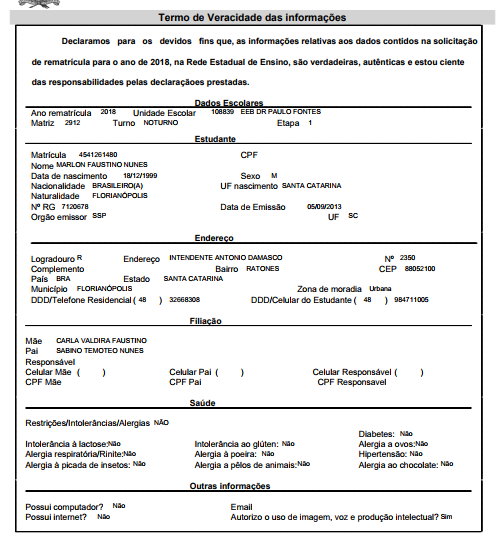 Termo de Veracidade das informações
Declaramos para os devidos fins que, as informações relativas aos dados contidos na solicitação
de rematrícula para o ano de 2018, na Rede Estadual de Ensino, são verdadeiras, autênticas e estou ciente
das responsabilidades pelas declaraçãoes prestadas.
Dados Escolares
Ano rematrícula 2018 Unidade Escolar 108839 EEB DR PAULO FONTES
Matriz 2912 Turno NOTURNO Etapa 1
Estudante
Matrícula 4541261480 CPF
Nome MARLON FAUSTINO NUNES
Data de nascimento 18/12/1999 Sexo M
Nacionalidade BRASILEIRO(A) UF nascimento SANTA CATARINA
Naturalidade FLORIANÓPOLIS
Nº RG 7120678 Data de Emissão 05/09/2013
Orgão emissor SSP UF SC
Endereço
Logradouro R Endereço INTENDENTE ANTONIO DAMASCO Nº 2350
Complemento Bairro RATONES CEP 88052100
País BRA Estado SANTA CATARINA
Município FLORIANÓPOLIS Zona de moradia Urbana
DDD/Telefone Residencial ( 48 ) 32668308 DDD/Celular do Estudante ( 48 ) 984711005
Filiação
Mãe CARLA VALDIRA FAUSTINO
Pai SABINO TEMOTEO NUNES
Responsável
Celular Mãe ( ) Celular Pai ( ) Celular Responsável ( )
CPF Mãe CPF Pai CPF Responsavel
Saúde
Restrições/Intolerâncias/Alergias NÃO
Diabetes: Não
Intolerância à lactose: Não Intolerância ao glúten: Não Alergia a ovos: Não
Alergia respiratória/Rinite: Não Alergia à poeira: Não Hipertensão: Não
Alergia à picada de insetos: Não Alergia a pêlos de animais: Não Alergia ao chocolate: Não
Outras informações
Possui computador? Não Email
Possui internet? Não Autorizo o uso de imagem, voz e produção intelectual? Sim